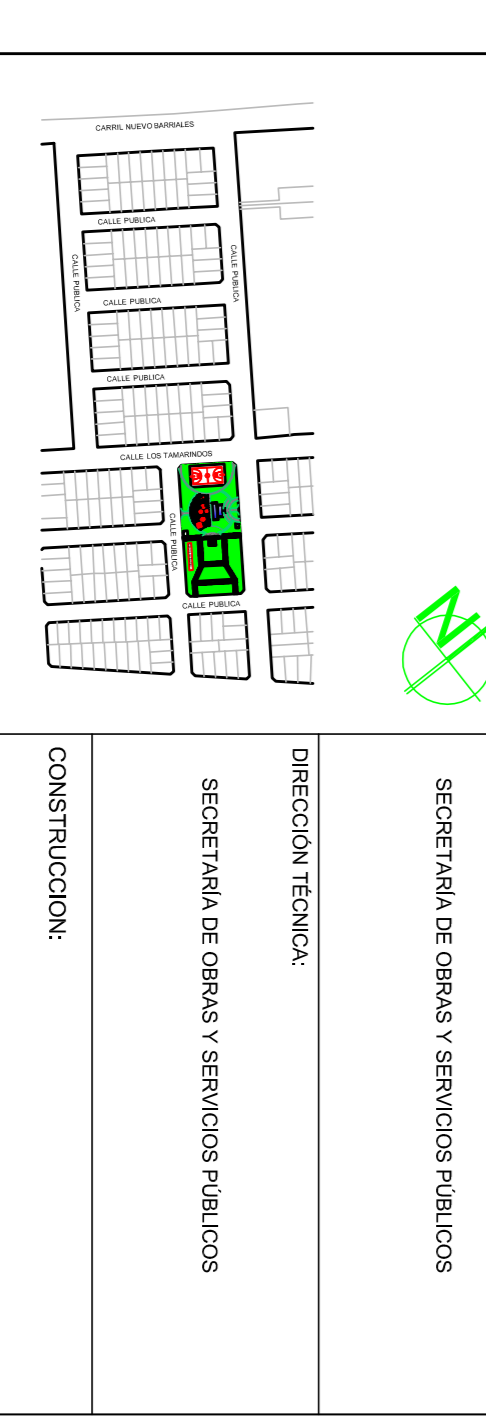 CARRIL NUEVO BARRIALES
CALLE PUBLICA
CALLE PUBLICA
CALLE PUBLICA
CALLE PUBLICA
CALLE PUBLICA
CALLE LOS TAMARINDOS
CALLE PUBLICA
CALLE PUBLICA
N
SECRETARÍA DE OBRAS Y SERVICIOS PÚBLICOS
DIRECCIÓN TÉCNICA:
SECRETARÍA DE OBRAS Y SERVICIOS PÚBLICOS
CONSTRUCCION: